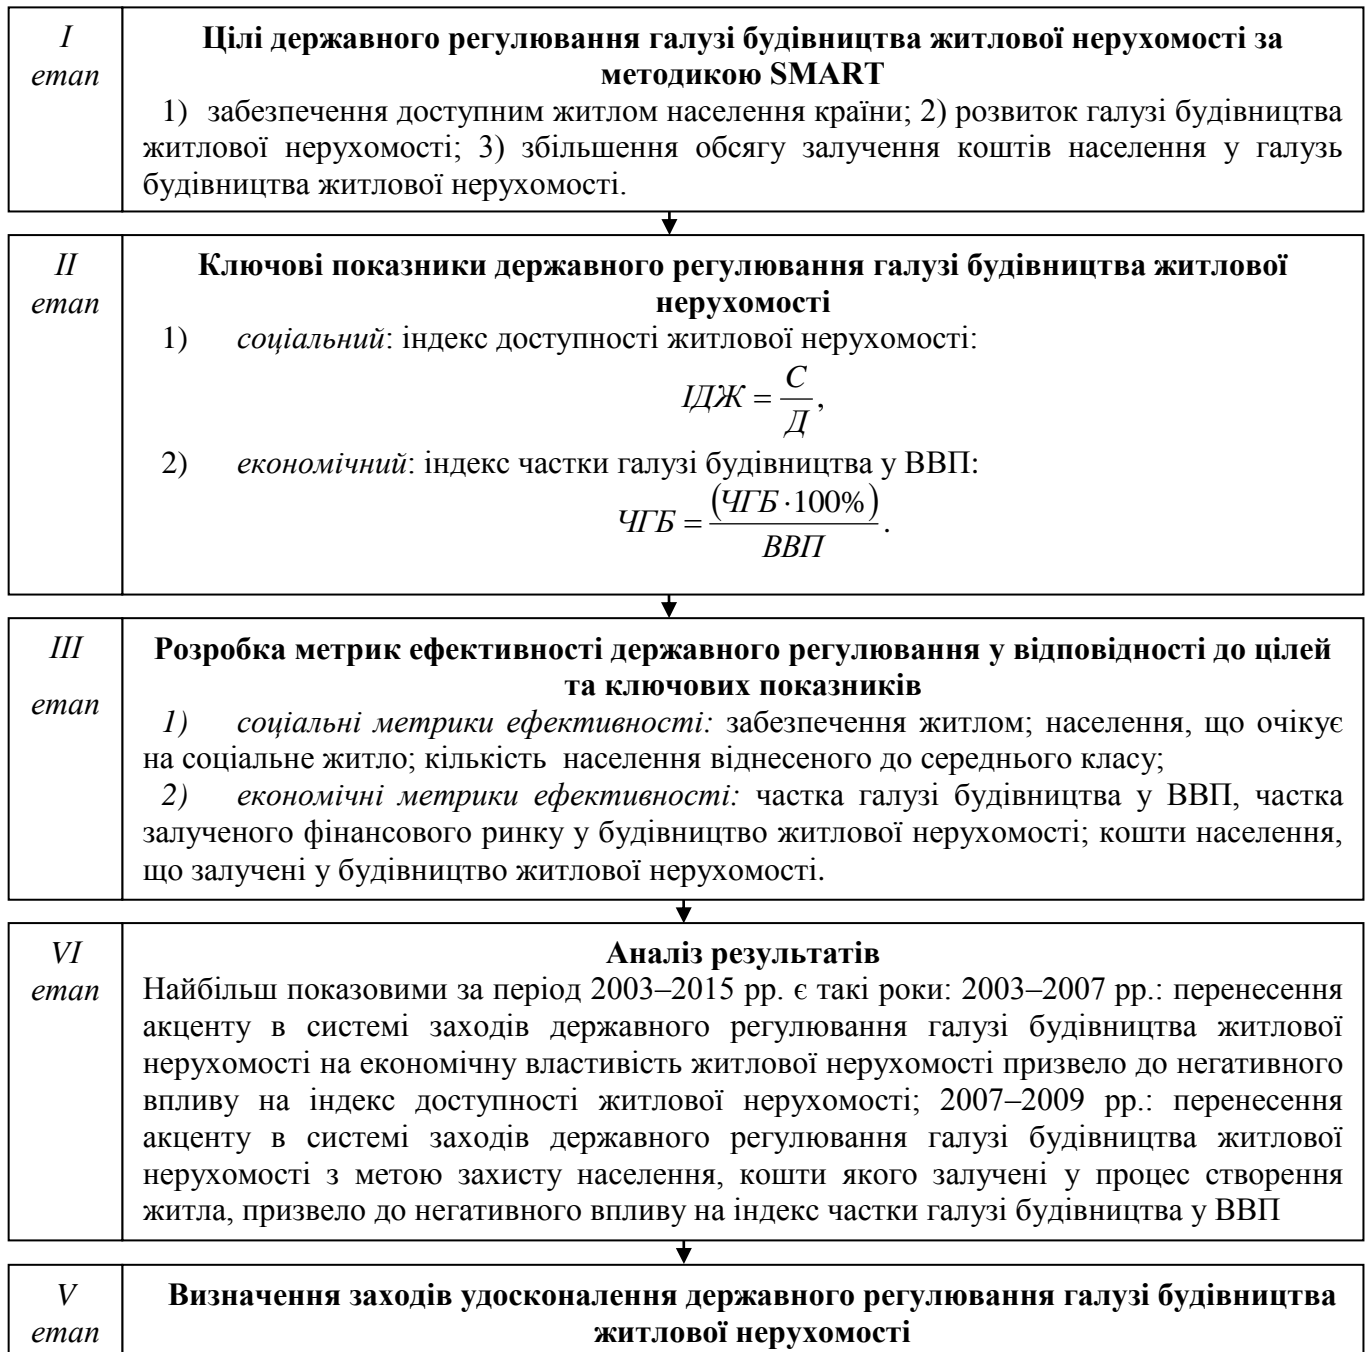 I
етап
Цілі державного регулювання галузі будівництва житлової нерухомості за
методикою SMART
1) забезпечення доступним житлом населення країни; 2) розвиток галузі будівництва
житлової нерухомості; 3) збільшення обсягу залучення коштів населення у галузь
будівництва житлової нерухомості.
II
етап
Ключові показники державного регулювання галузі будівництва житлової
нерухомості
1) соціальний: індекс доступності житлової нерухомості:
ІДЖ = С/Д,
2) економічний: індекс частки галузі будівництва у ВВП:
ЧГБ = (ЧГБ·100%)/ВВП.
III
етап
Розробка метрик ефективності державного регулювання у відповідності до цілей
та ключових показників
1) соціальні метрики ефективності: забезпечення житлом; населення, що очікує
на соціальне житло; кількість населення віднесеного до середнього класу;
2) економічні метрики ефективності: частка галузі будівництва у ВВП, частка
залученого фінансового ринку у будівництво житлової нерухомості; кошти населення,
що залучені у будівництво житлової нерухомості.
VI
етап
Аналіз результатів
Найбільш показовими за період 2003–2015 рр. є такі роки: 2003–2007 рр.: перенесення
акценту в системі заходів державного регулювання галузі будівництва житлової
нерухомості на економічну властивість житлової нерухомості призвело до негативного
впливу на індекс доступності житлової нерухомості; 2007–2009 рр.: перенесення
акценту в системі заходів державного регулювання галузі будівництва житлової
нерухомості з метою захисту населення, кошти якого залучені у процес створення
житла, призвело до негативного впливу на індекс частки галузі будівництва у ВВП
V
етап
Визначення заходів удосконалення державного регулювання галузі будівництва
житлової нерухомості